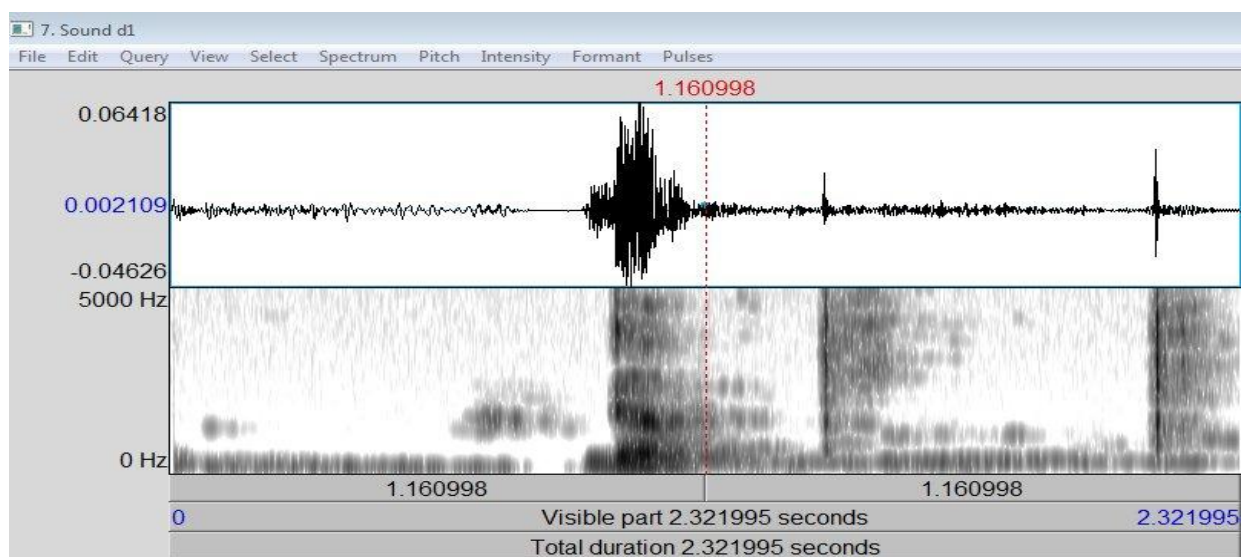 7. Sound d1
File Edit Query View Select Spectrum Pitch Intensity Formant Pulses
1.160998
0.06418
0.002109
-0.04626
5000 Hz
0 Hz
1.160998 1.160998
0 Visible part 2.321995 seconds 2.321995
Total duration 2.321995 seconds